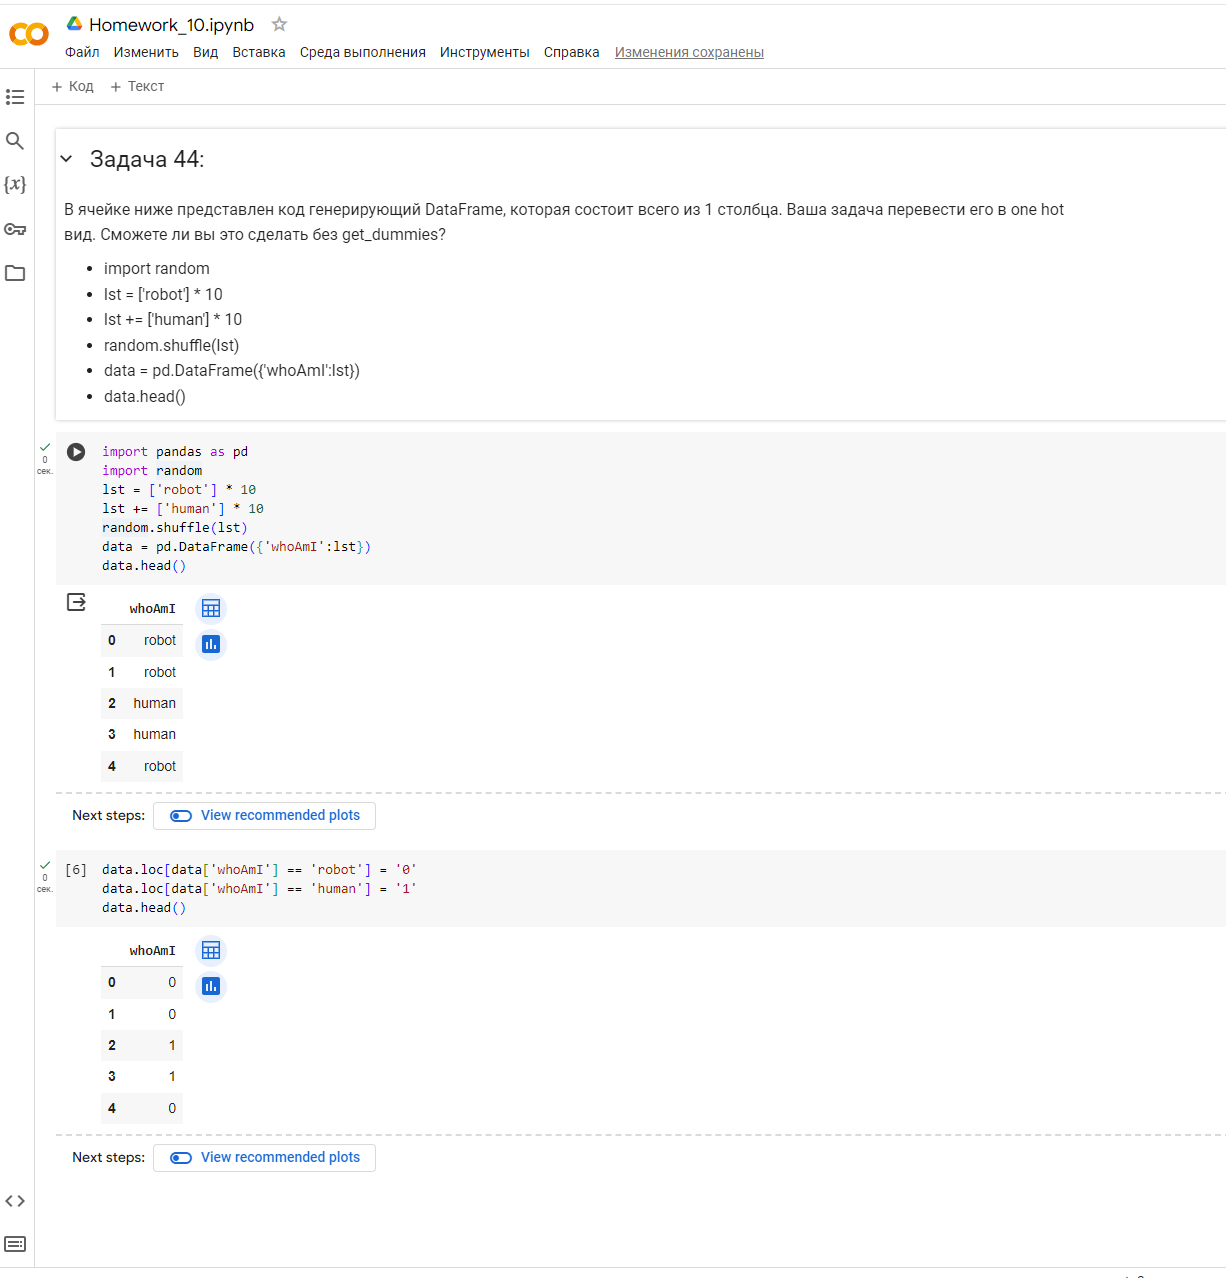 Homework_10.ipynb
Файл Изменить Вид Вставка Среда выполнения Инструменты Справка Изменения сохранены
+ Код + Текст
Задача 44:
В ячейке ниже представлен код генерирующий DataFrame, которая состоит всего из 1 столбца. Ваша задача перевести его в one hot
вид. Сможете ли вы это сделать без get_dummies?
• import random
• lst = ['robot'] * 10
• lst += ['human'] * 10
• random.shuffle(lst)
• data = pd.DataFrame({'whoAmI':lst})
• data.head()
0
сек.
import pandas as pd
import random
lst = ['robot'] * 10
lst += ['human'] * 10
random.shuffle(lst)
data = pd.DataFrame({'whoAmI':lst})
data.head()
whoAmI
0 robot
1 robot
2 human
3 human
4 robot
Next steps: View recommended plots
0
сек.
[6] data.loc[data['whoAmI'] == 'robot'] = '0'
data.loc[data['whoAmI'] == 'human'] = '1'
data.head()
whoAmI
0 0
1 0
2 1
3 1
4 0
Next steps: View recommended plots